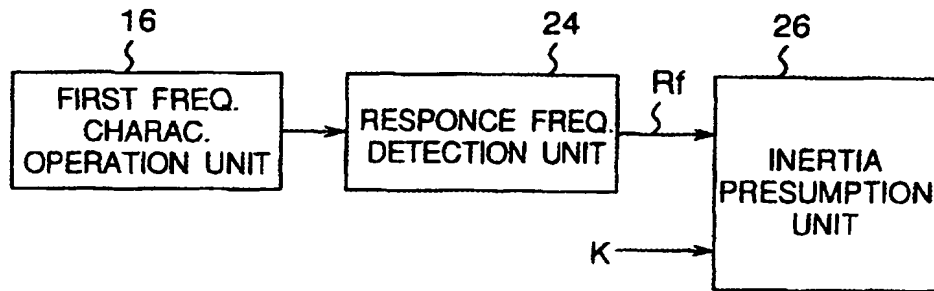 16
24
26
FIRST FREQ.
CHARAC.
OPERATION UNIT
RESPONCE FREQ.
DETECTION UNIT
Rf
INERTIA
PRESUMPTION
UNIT
K